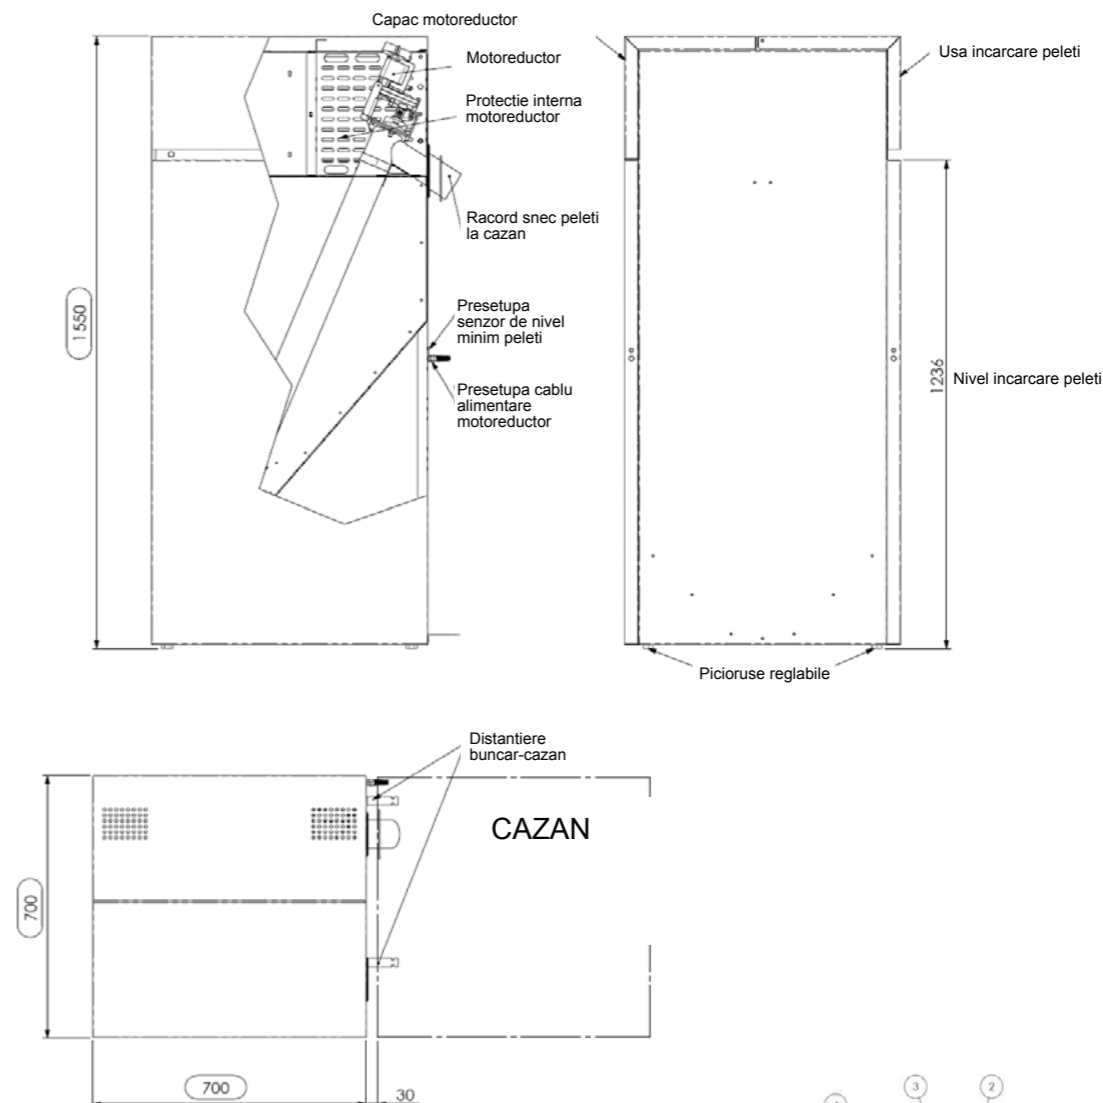 Capac motoreductor
Motoreductor
Usa incarcare peleti
Protectie interna
motoreductor
Racord snec peleti
la cazan
1550
Presetupa
senzor de nivel
minim peleti
Presetupa cablu
alimentare
motoreductor
1236
Nivel incarcare peleti
Picioruse reglabile
Distantiere
buncar-cazan
CAZAN
700
700
30
3
2